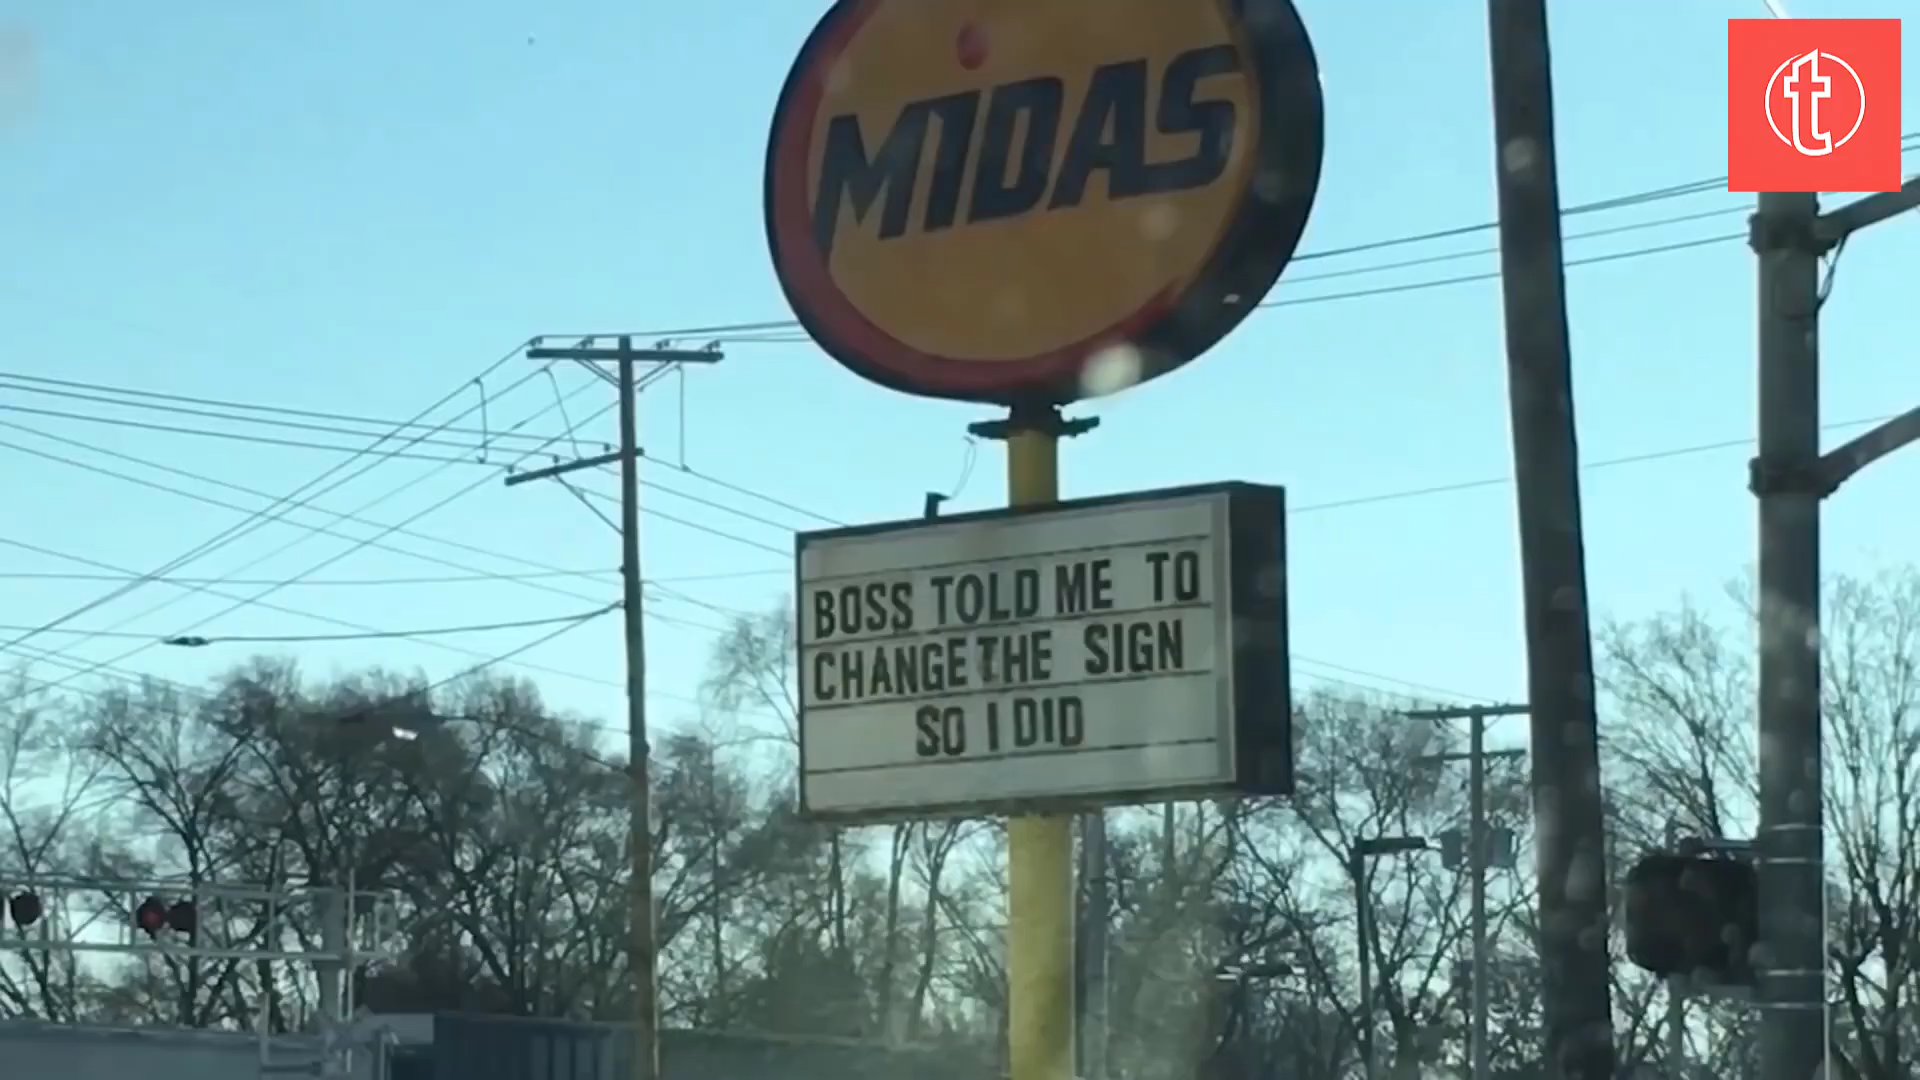 MIDAS
BOSS TOLD ME TO
CHANGE THE SIGN
SO I DID
t